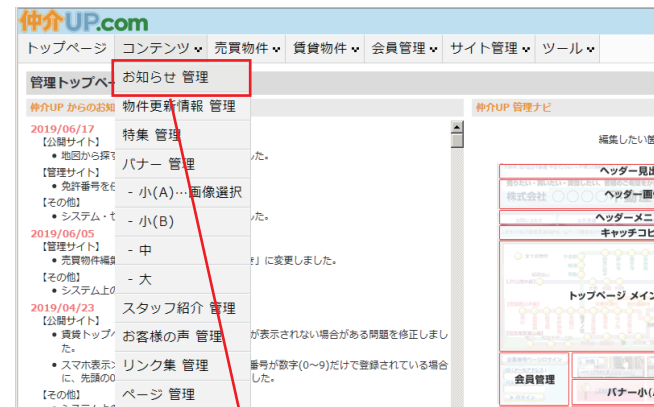 仲介UP.com
トップページ コンテンツ 売買物件 賃貸物件 会員管理 サイト管理 ツール
管理トップペー
お知らせ 管理
物件更新情報 管理
特集 管理
バナー 管理
- 小(A)…画像選択
- 小(B)
- 中
- 大
スタッフ紹介 管理
お客様の声 管理
リンク集 管理
ページ 管理
仲介UP からのお知
2019/06/17
【公開サイト】
• 地図から探す
した。
【管理サイト】
• 免許番号を
【その他】
• システム・セ
した。
2019/06/05
【管理サイト】
• 売買物件編集
」に変更しました。
【その他】
• システム上の
2019/04/23
【公開サイト】
• 賃貸トップペ
が表示されない場合がある問題を修正しまし
た。
• スマホ表示
番号が数字(0～9)だけで登録されている場合
に、先頭の0
した。
【その他】
仲介UP 管理ナビ
編集したい箇
ヘッダー見出
株式会社
ヘッダー画
ヘッダーメニ
キャッチコピ
トップページ メイン
会員管理
バナー小(